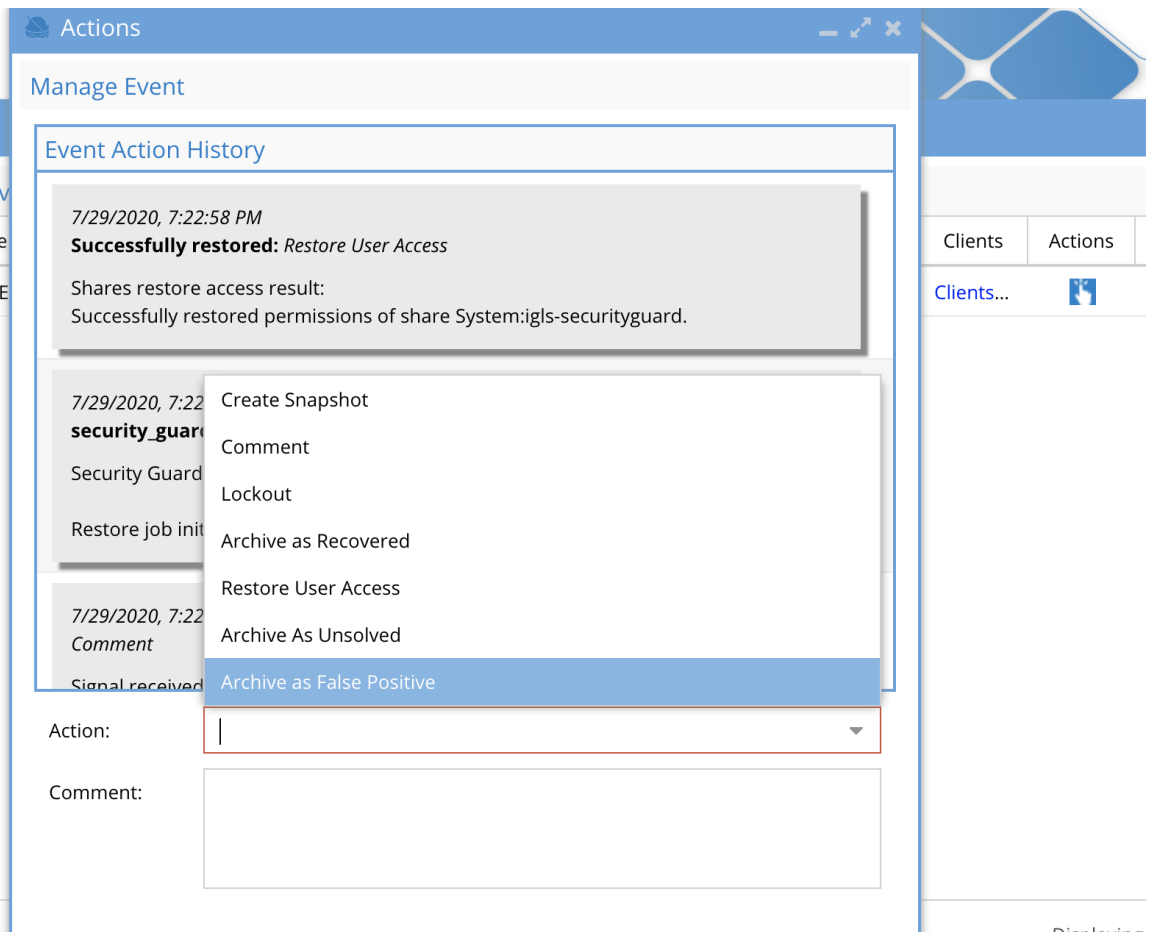 Actions
Manage Event
Event Action History
7/29/2020, 7:22:58 PM
Successfully restored: Restore User Access
Shares restore access result:
Successfully restored permissions of share System:igls-securityguard.
7/29/2020, 7:22
security_guar
Security Guard
Restore job init
7/29/2020, 7:22
Comment
Signal received
Create Snapshot
Comment
Lockout
Archive as Recovered
Restore User Access
Archive As Unsolved
Archive as False Positive
Action:
Comment:
Clients
Actions
Clients...